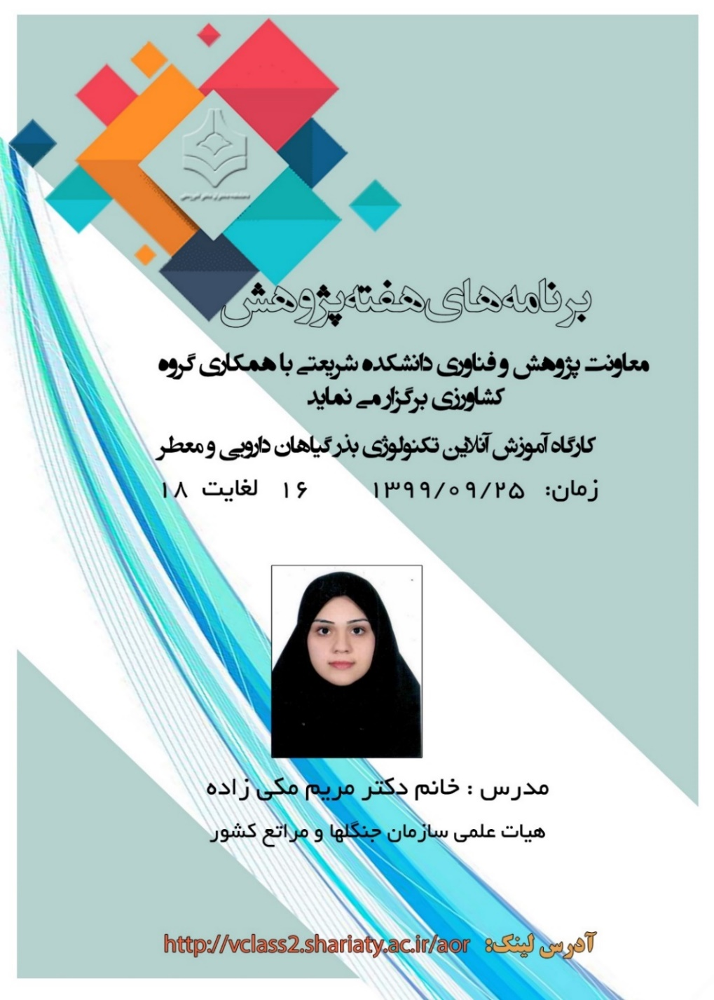 برنامه‌های هفته پژوهش
معاونت پژوهش و فناوری دانشکده شریعتی با همکاری گروه
کشاورزی برگزار می نماید
کارگاه آموزش آنلاین تکنولوژی بذر گیاهان دارویی و معطر
زمان: ۱۳۹۹/۰۹/۲۵ ۱۶ لغایت ۱۸
مدرس : خانم دکتر مریم مکی زاده
هیات علمی سازمان جنگلها و مراتع کشور
آدرس لینک: http://vclass2.shariaty.ac.ir/aor